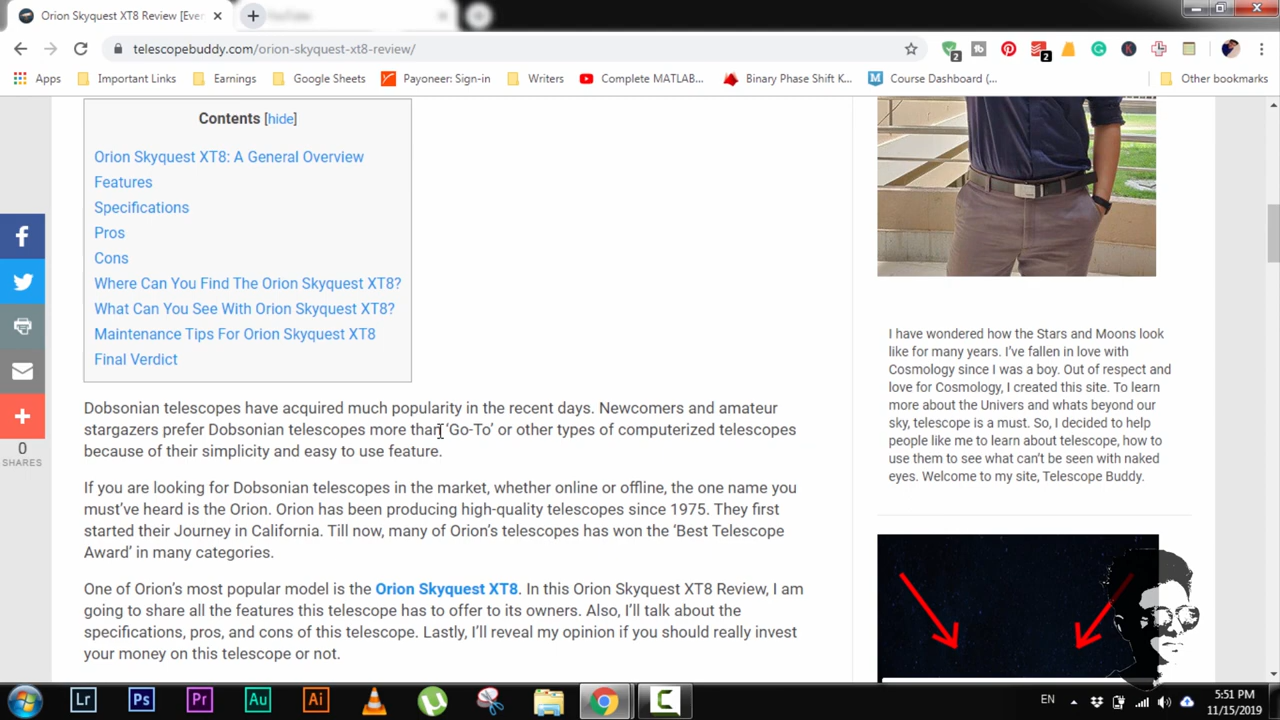 Orion Skyquest XT8 Review [Ever
YouTube
telescopebuddy.com/orion-skyquest-xt8-review/
2
2
Apps
Important Links
Earnings
Google Sheets
Payoneer: Sign-in
Writers
Complete MATLAB...
Binary Phase Shift K...
Course Dashboard (...
Other bookmarks
Contents [hide]
Orion Skyquest XT8: A General Overview
Features
Specifications
Pros
Cons
Where Can You Find The Orion Skyquest XT8?
What Can You See With Orion Skyquest XT8?
Maintenance Tips For Orion Skyquest XT8
Final Verdict
0
SHARES
Dobsonian telescopes have acquired much popularity in the recent days. Newcomers and amateur
stargazers prefer Dobsonian telescopes more than ‘Go-To’ or other types of computerized telescopes
because of their simplicity and easy to use feature.
If you are looking for Dobsonian telescopes in the market, whether online or offline, the one name you
must’ve heard is the Orion. Orion has been producing high-quality telescopes since 1975. They first
started their Journey in California. Till now, many of Orion’s telescopes has won the ‘Best Telescope
Award’ in many categories.
One of Orion’s most popular model is the Orion Skyquest XT8. In this Orion Skyquest XT8 Review, I am
going to share all the features this telescope has to offer to its owners. Also, I’ll talk about the
specifications, pros, and cons of this telescope. Lastly, I’ll reveal my opinion if you should really invest
your money on this telescope or not.
I have wondered how the Stars and Moons look
like for many years. I’ve fallen in love with
Cosmology since I was a boy. Out of respect and
love for Cosmology, I created this site. To learn
more about the Univers and whats beyond our
sky, telescope is a must. So, I decided to help
people like me to learn about telescope, how to
use them to see what can’t be seen with naked
eyes. Welcome to my site, Telescope Buddy.
Lr
Ps
Pr
Au
Ai
EN
5:51 PM
11/15/2019